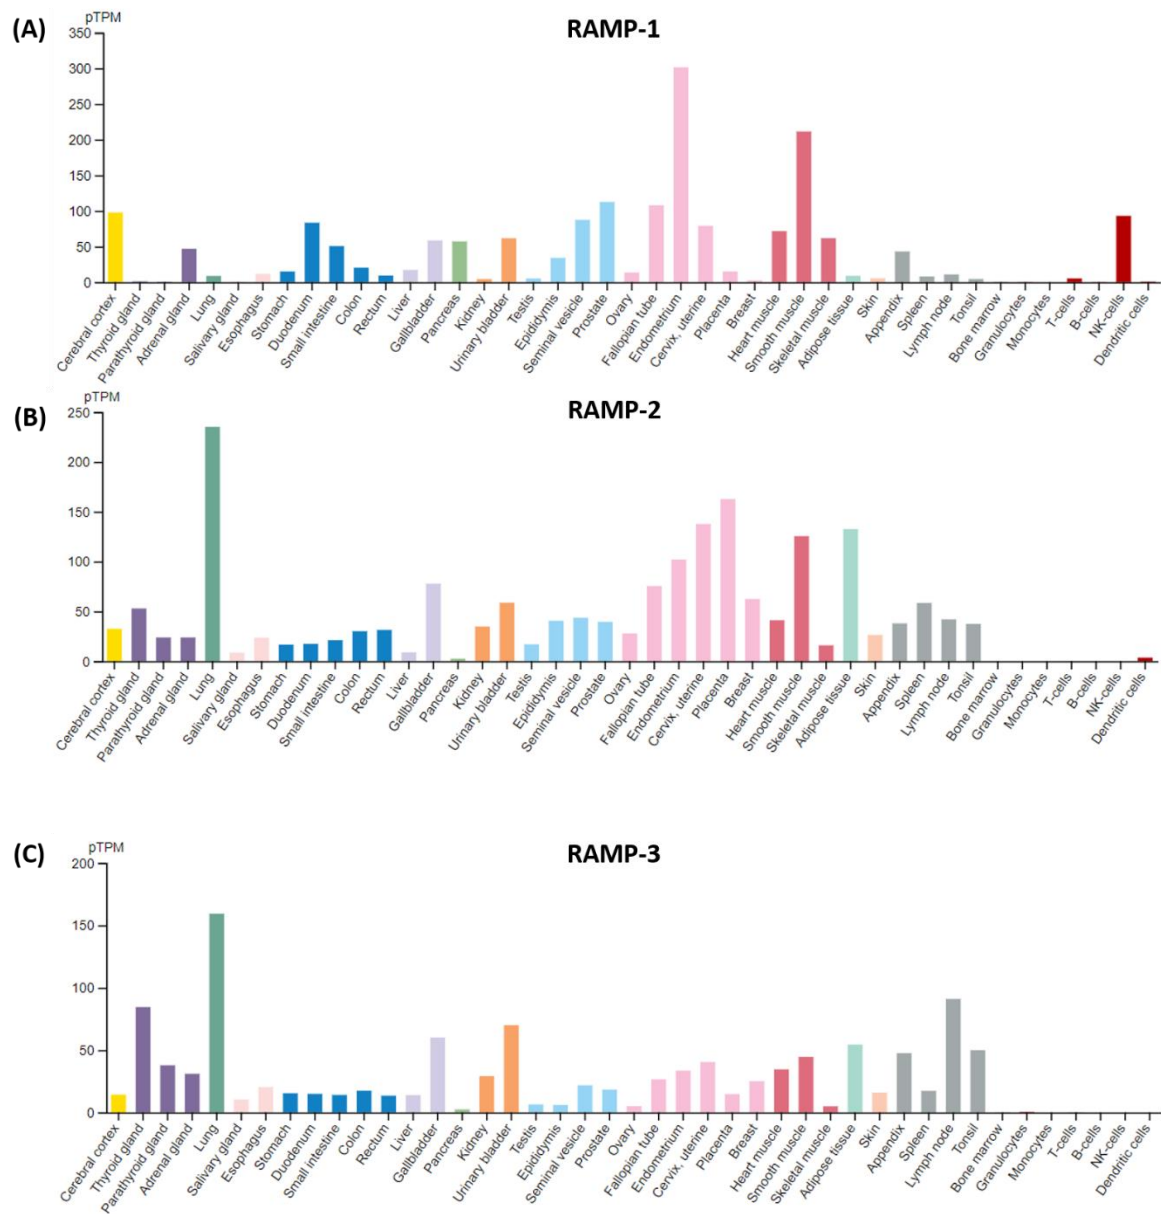 (A)
pTPM
RAMP-1
350
300
250
200
150
100
50
0
Cerebral cortex
Thyroid gland
Parathyroid gland
Adrenal gland
Lung
Salivary gland
Esophagus
Stomach
Duodenum
Small intestine
Colon
Rectum
Liver
Gallbladder
Pancreas
Kidney
Urinary bladder
Testis
Epididymis
Seminal vesicle
Prostate
Ovary
Fallopian tube
Endometrium
Cervix, uterine
Placenta
Breast
Heart muscle
Smooth muscle
Skeletal muscle
Adipose tissue
Skin
Appendix
Spleen
Lymph node
Tonsil
Bone marrow
Granulocytes
Monocytes
T-cells
B-cells
NK-cells
Dendritic cells
(B)
pTPM
RAMP-2
250
200
150
100
50
0
Cerebral cortex
Thyroid gland
Parathyroid gland
Adrenal gland
Lung
Salivary gland
Esophagus
Stomach
Duodenum
Small intestine
Colon
Rectum
Liver
Gallbladder
Pancreas
Kidney
Urinary bladder
Testis
Epididymis
Seminal vesicle
Prostate
Ovary
Fallopian tube
Endometrium
Cervix, uterine
Placenta
Breast
Heart muscle
Smooth muscle
Skeletal muscle
Adipose tissue
Skin
Appendix
Spleen
Lymph node
Tonsil
Bone marrow
Granulocytes
Monocytes
T-cells
B-cells
NK-cells
Dendritic cells
(C)
pTPM
RAMP-3
200
150
100
50
0
Cerebral cortex
Thyroid gland
Parathyroid gland
Adrenal gland
Lung
Salivary gland
Esophagus
Stomach
Duodenum
Small intestine
Colon
Rectum
Liver
Gallbladder
Pancreas
Kidney
Urinary bladder
Testis
Epididymis
Seminal vesicle
Prostate
Ovary
Fallopian tube
Endometrium
Cervix, uterine
Placenta
Breast
Heart muscle
Smooth muscle
Skeletal muscle
Adipose tissue
Skin
Appendix
Spleen
Lymph node
Tonsil
Bone marrow
Granulocytes
Monocytes
T-cells
B-cells
NK-cells
Dendritic cells